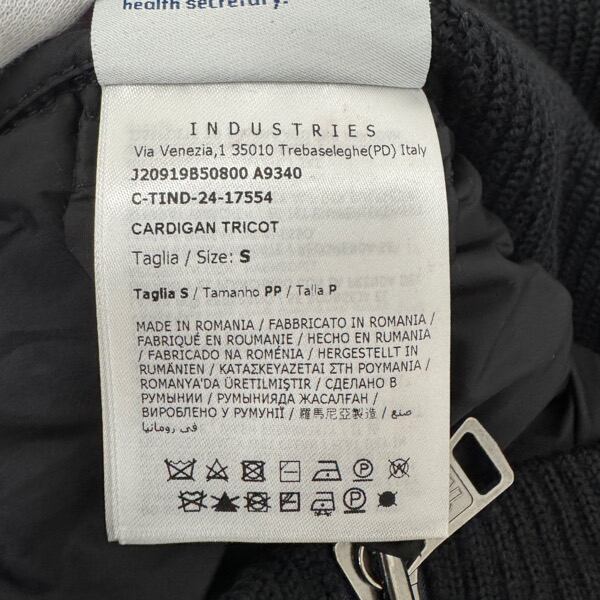 health secretary.
INDUSTRIES
Via Venezia,1 35010 Trebaseleghe(PD) Italy
J20919B50800 A9340
C-TIND-24-17554
CARDIGAN TRICOT
Taglia / Size: S
Taglia S / Tamanho PP / Talla P
MADE IN ROMANIA / FABBRICATO IN ROMANIA /
FABRIQUÉ EN ROUMANIE / HECHO EN RUMANIA
/ FABRICADO NA ROMÉNIA / HERGESTELLT IN
RUMÄNIEN / ΚΑΤΑΣΚΕΥΑΖΕΤΑΙ ΣΤΗ ΡΟΥΜΑΝΙΑ /
ROMANYA'DA ÜRETILMIŞTIR / СДЕЛАНО В
РУМЫНИИ / РУМЫНИЯДА ЖАСАЛҒАН /
ВИРОБЛЕНО У РУМУНІЇ / 羅馬尼亞製造 / صنع
في رومانيا